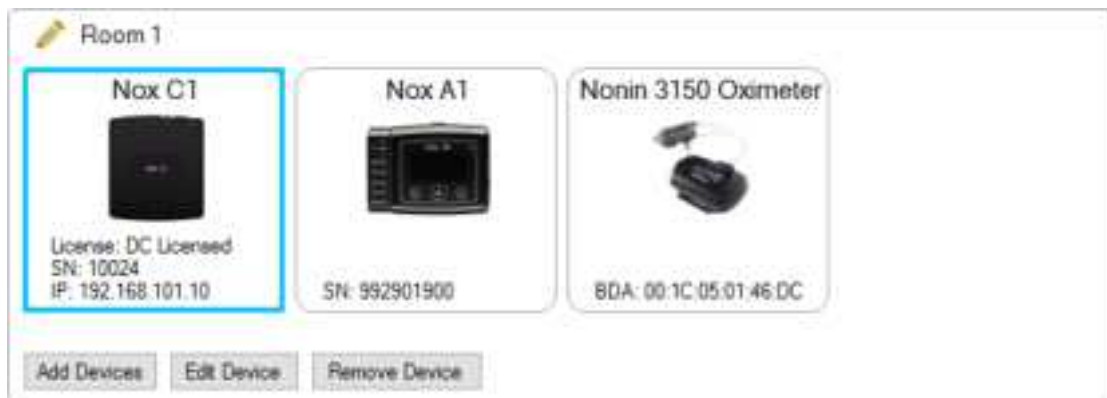 Room 1
Nox C1
License: DC Licensed
SN: 10024
IP: 192.168.101.10
Nox A1
SN: 992901900
Nonin 3150 Oximeter
BDA: 00:1C:05:01:46:DC
Add Devices
Edit Device
Remove Device